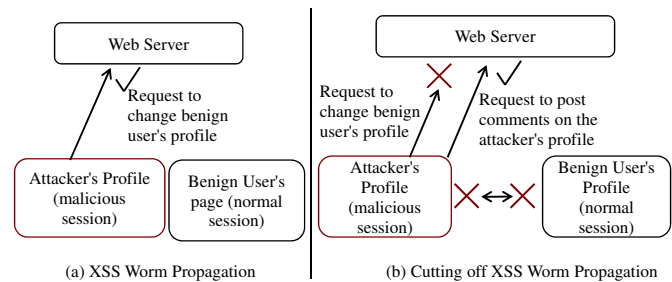 Web Server
Request to
change benign
user's profile
Attacker's Profile
(malicious
session)
Benign User's
page (normal
session)
(a) XSS Worm Propagation
Web Server
Request to
change benign
user's profile
Request to post
comments on the
attacker's profile
Attacker's
Profile
(malicious
session)
Benign User's
Profile
(normal
session)
(b) Cutting off XSS Worm Propagation